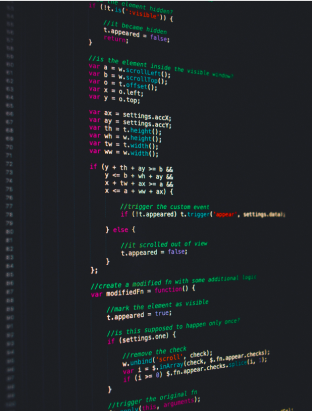 the element hidden?
if (!t.is(':visible')) {
//it became hidden
t.appeared = false;
return;
}
//is the element inside the visible window?
var a = w.scrollLeft();
var b = w.scrollTop();
var o = t.offset();
var x = o.left;
var y = o.top;
var ax = settings.accX;
var ay = settings.accY;
var th = t.height();
var wh = w.height();
var tw = t.width();
var ww = w.width();
if (y + th + ay >= b &&
y <= b + wh + ay &&
x + tw + ax >= a &&
x <= a + ww + ax) {
//trigger the custom event
if (!t.appeared) t.trigger('appear', settings.data);
} else {
//it scrolled out of view
t.appeared = false;
}
};
//create a modified fn with some additional logic
var modifiedFn = function() {
//mark the element as visible
t.appeared = true;
//is this supposed to happen only once?
if (settings.one) {
//remove the check
w.unbind('scroll', check);
var i = $.inArray(check, $.fn.appear.checks);
if (i >= 0) $.fn.appear.checks.splice(i, 1);
}
//trigger the original fn
arguments);